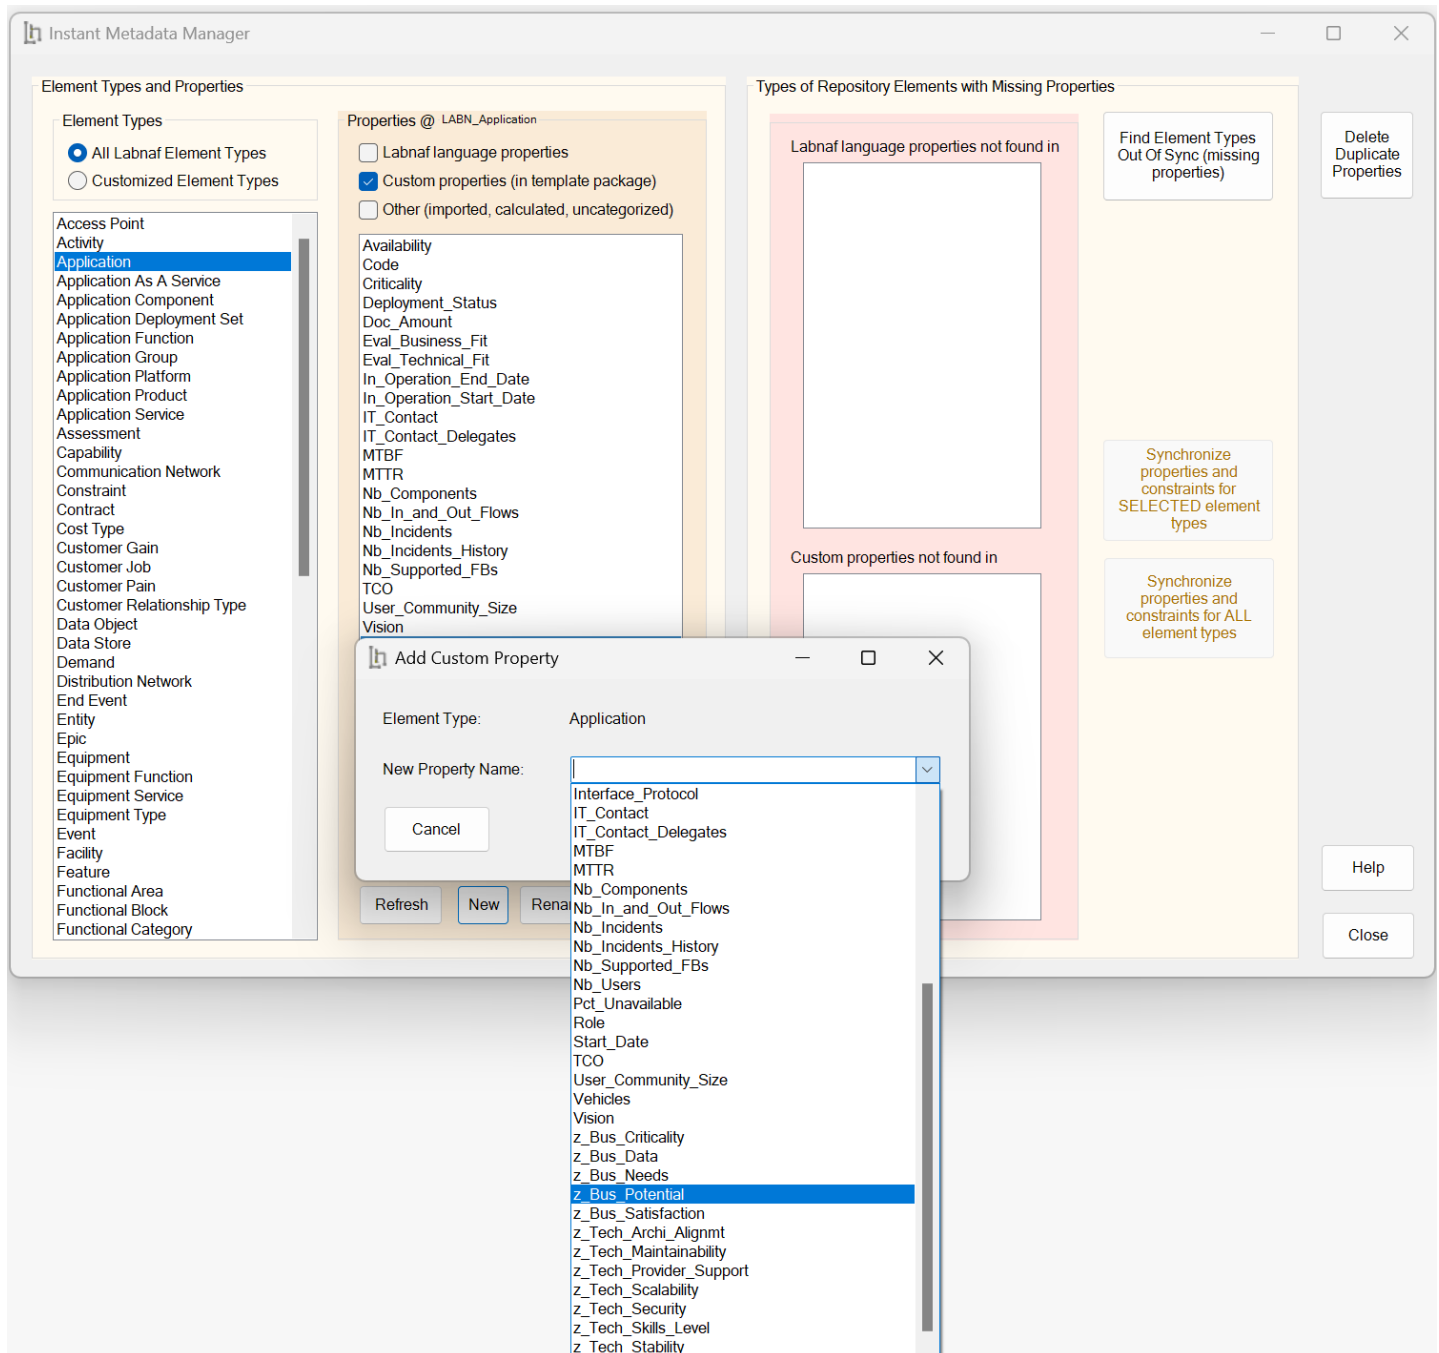 Instant Metadata Manager
Element Types and Properties
Element Types
All Labnaf Element Types
Customized Element Types
Access Point
Activity
Application
Application As A Service
Application Component
Application Deployment Set
Application Function
Application Group
Application Platform
Application Product
Application Service
Assessment
Capability
Communication Network
Constraint
Contract
Cost Type
Customer Gain
Customer Job
Customer Pain
Customer Relationship Type
Data Object
Data Store
Demand
Distribution Network
End Event
Entity
Epic
Equipment
Equipment Function
Equipment Service
Equipment Type
Event
Facility
Feature
Functional Area
Functional Block
Functional Category
Properties @ LABN_Application
Labnaf language properties
Custom properties (in template package)
Other (imported, calculated, uncategorized)
Availability
Code
Criticality
Deployment_Status
Doc_Amount
Eval_Business_Fit
Eval_Technical_Fit
In_Operation_End_Date
In_Operation_Start_Date
IT_Contact
IT_Contact_Delegates
MTBF
MTTR
Nb_Components
Nb_In_and_Out_Flows
Nb_Incidents
Nb_Incidents_History
Nb_Supported_FBs
TCO
User_Community_Size
Vision
Refresh
New
Rena
Types of Repository Elements with Missing Properties
Labnaf language properties not found in
Custom properties not found in
Find Element Types
Out Of Sync (missing
properties)
Synchronize
properties and
constraints for
SELECTED element
types
Synchronize
properties and
constraints for ALL
element types
Delete
Duplicate
Properties
Help
Close
Add Custom Property
Element Type:
Application
New Property Name:
Cancel
Interface_Protocol
IT_Contact
IT_Contact_Delegates
MTBF
MTTR
Nb_Components
Nb_In_and_Out_Flows
Nb_Incidents
Nb_Incidents_History
Nb_Supported_FBs
Nb_Users
Pct_Unavailable
Role
Start_Date
TCO
User_Community_Size
Vehicles
Vision
z_Bus_Criticality
z_Bus_Data
z_Bus_Needs
z_Bus_Potential
z_Bus_Satisfaction
z_Tech_Archi_Alignmt
z_Tech_Maintainability
z_Tech_Provider_Support
z_Tech_Scalability
z_Tech_Security
z_Tech_Skills_Level
z_Tech_Stability